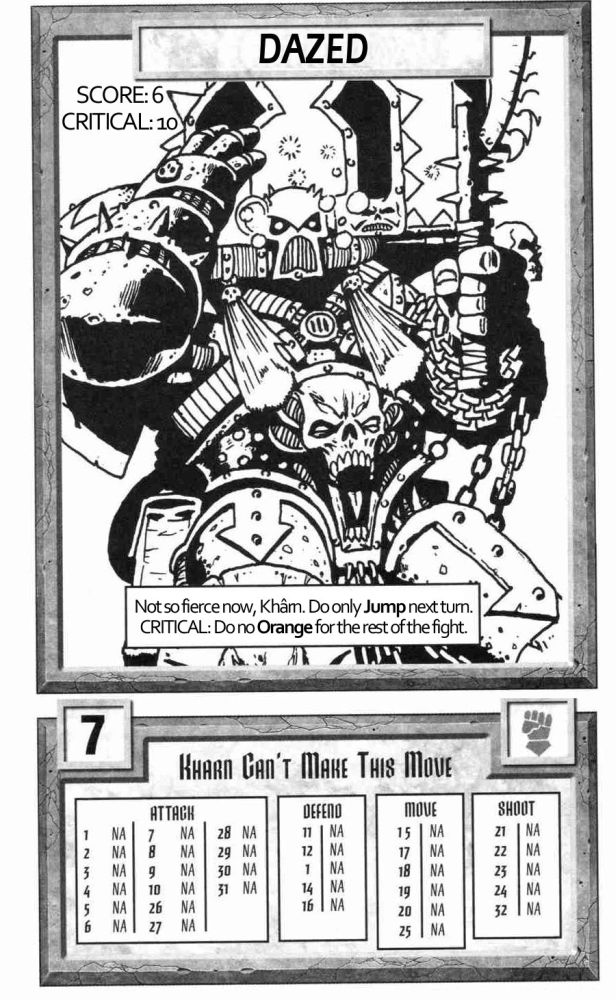 DAZED
SCORE: 6
CRITICAL: 10
Not so fierce now, Khârn. Do only Jump next turn.
CRITICAL: Do no Orange for the rest of the fight.
7
KHARN CAN'T MAKE THIS MOVE
ATTACK DEFEND MOVE SHOOT
1 NA 7 NA 28 NA 11 NA 15 NA 21 NA
2 NA 8 NA 29 NA 12 NA 17 NA 22 NA
3 NA 9 NA 30 NA 1 NA 18 NA 23 NA
4 NA 10 NA 31 NA 14 NA 19 NA 24 NA
5 NA 26 NA 16 NA 20 NA 32 NA
6 NA 27 NA 25 NA